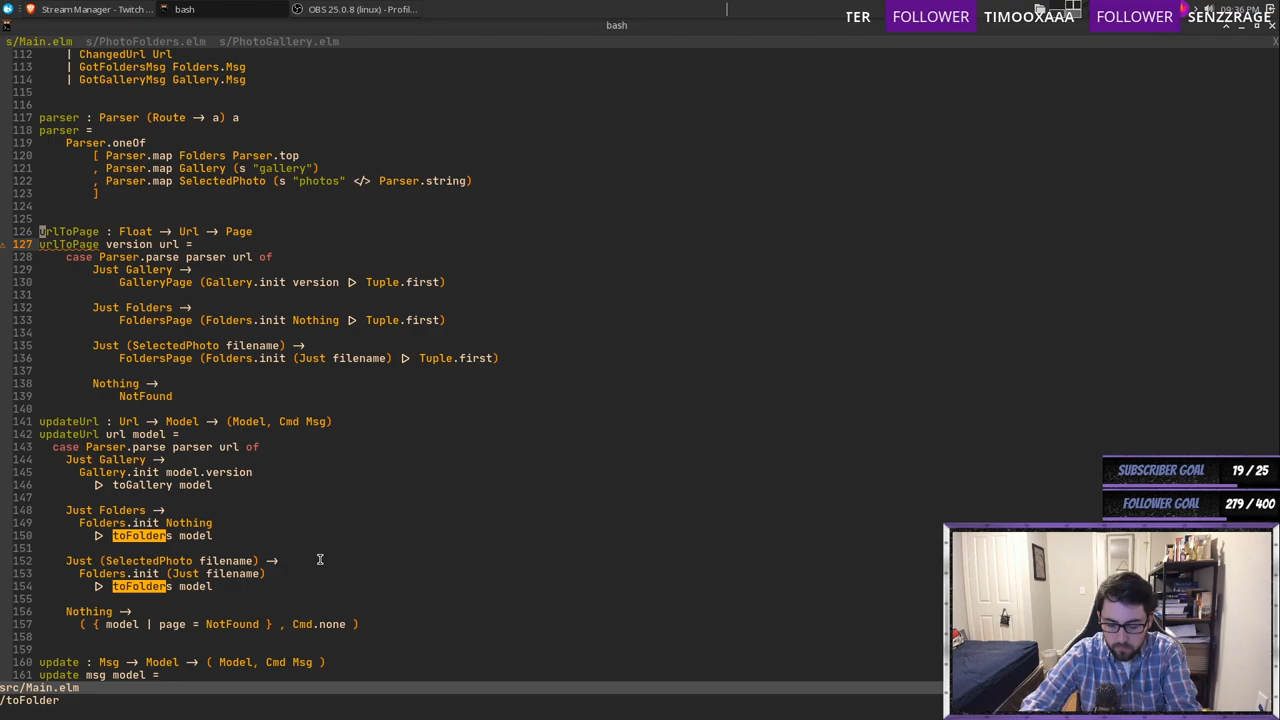 Stream Manager - Twitch
bash
OBS 25.0.8 (linux) - Profil...
09:36 PM
bash
TER FOLLOWER TIMOOXAAA FOLLOWER SENZZRAGE
s/Main.elm s/PhotoFolders.elm s/PhotoGallery.elm X
112 | ChangedUrl Url
113 | GotFoldersMsg Folders.Msg
114 | GotGalleryMsg Gallery.Msg
115
116
117 parser : Parser (Route → a) a
118 parser =
119 Parser.oneOf
120 [ Parser.map Folders Parser.top
121 , Parser.map Gallery (s "gallery")
122 , Parser.map SelectedPhoto (s "photos" </> Parser.string)
123 ]
124
125
126 urlToPage : Float → Url → Page
127 urlToPage version url =
128 case Parser.parse parser url of
129 Just Gallery →
130 GalleryPage (Gallery.init version ▷ Tuple.first)
131
132 Just Folders →
133 FoldersPage (Folders.init Nothing ▷ Tuple.first)
134
135 Just (SelectedPhoto filename) →
136 FoldersPage (Folders.init (Just filename) ▷ Tuple.first)
137
138 Nothing →
139 NotFound
140
141 updateUrl : Url → Model → (Model, Cmd Msg)
142 updateUrl url model =
143 case Parser.parse parser url of
144 Just Gallery →
145 Gallery.init model.version
146 ▷ toGallery model
147
148 Just Folders →
149 Folders.init Nothing
150 ▷ toFolders model
151
152 Just (SelectedPhoto filename) →
153 Folders.init (Just filename)
154 ▷ toFolders model
155
156 Nothing →
157 ( { model | page = NotFound } , Cmd.none )
158
159
160 update : Msg → Model → ( Model, Cmd Msg )
161 update msg model =
src/Main.elm
/toFolder
SUBSCRIBER GOAL 19 / 25
FOLLOWER GOAL 279 / 400